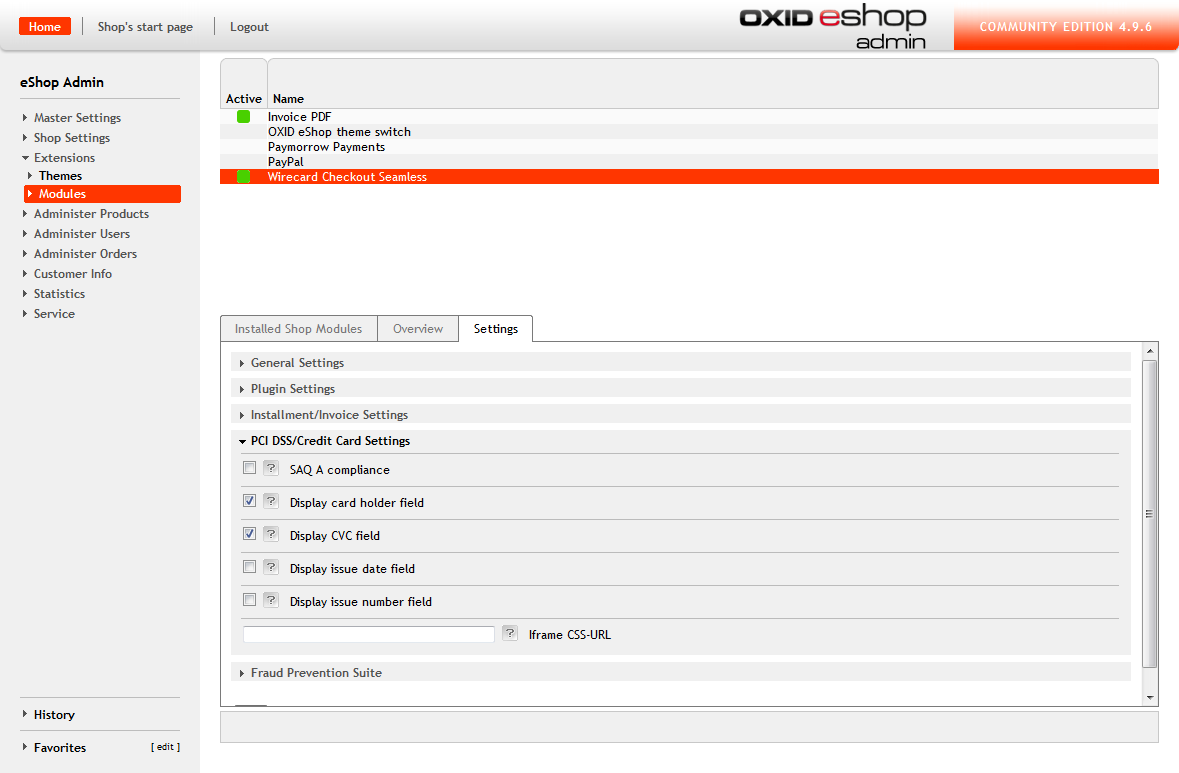 Home
Shop's start page
Logout
OXID eshop
admin
COMMUNITY EDITION 4.9.6
eShop Admin
Master Settings
Shop Settings
Extensions
Themes
Modules
Administer Products
Administer Users
Administer Orders
Customer Info
Statistics
Service
History
Favorites [ edit ]
Active Name
Invoice PDF
OXID eShop theme switch
Paymorrow Payments
PayPal
Wirecard Checkout Seamless
Installed Shop Modules
Overview
Settings
General Settings
Plugin Settings
Installment/Invoice Settings
PCI DSS/Credit Card Settings
? SAQ A compliance
? Display card holder field
? Display CVC field
? Display issue date field
? Display issue number field
? Iframe CSS-URL
Fraud Prevention Suite